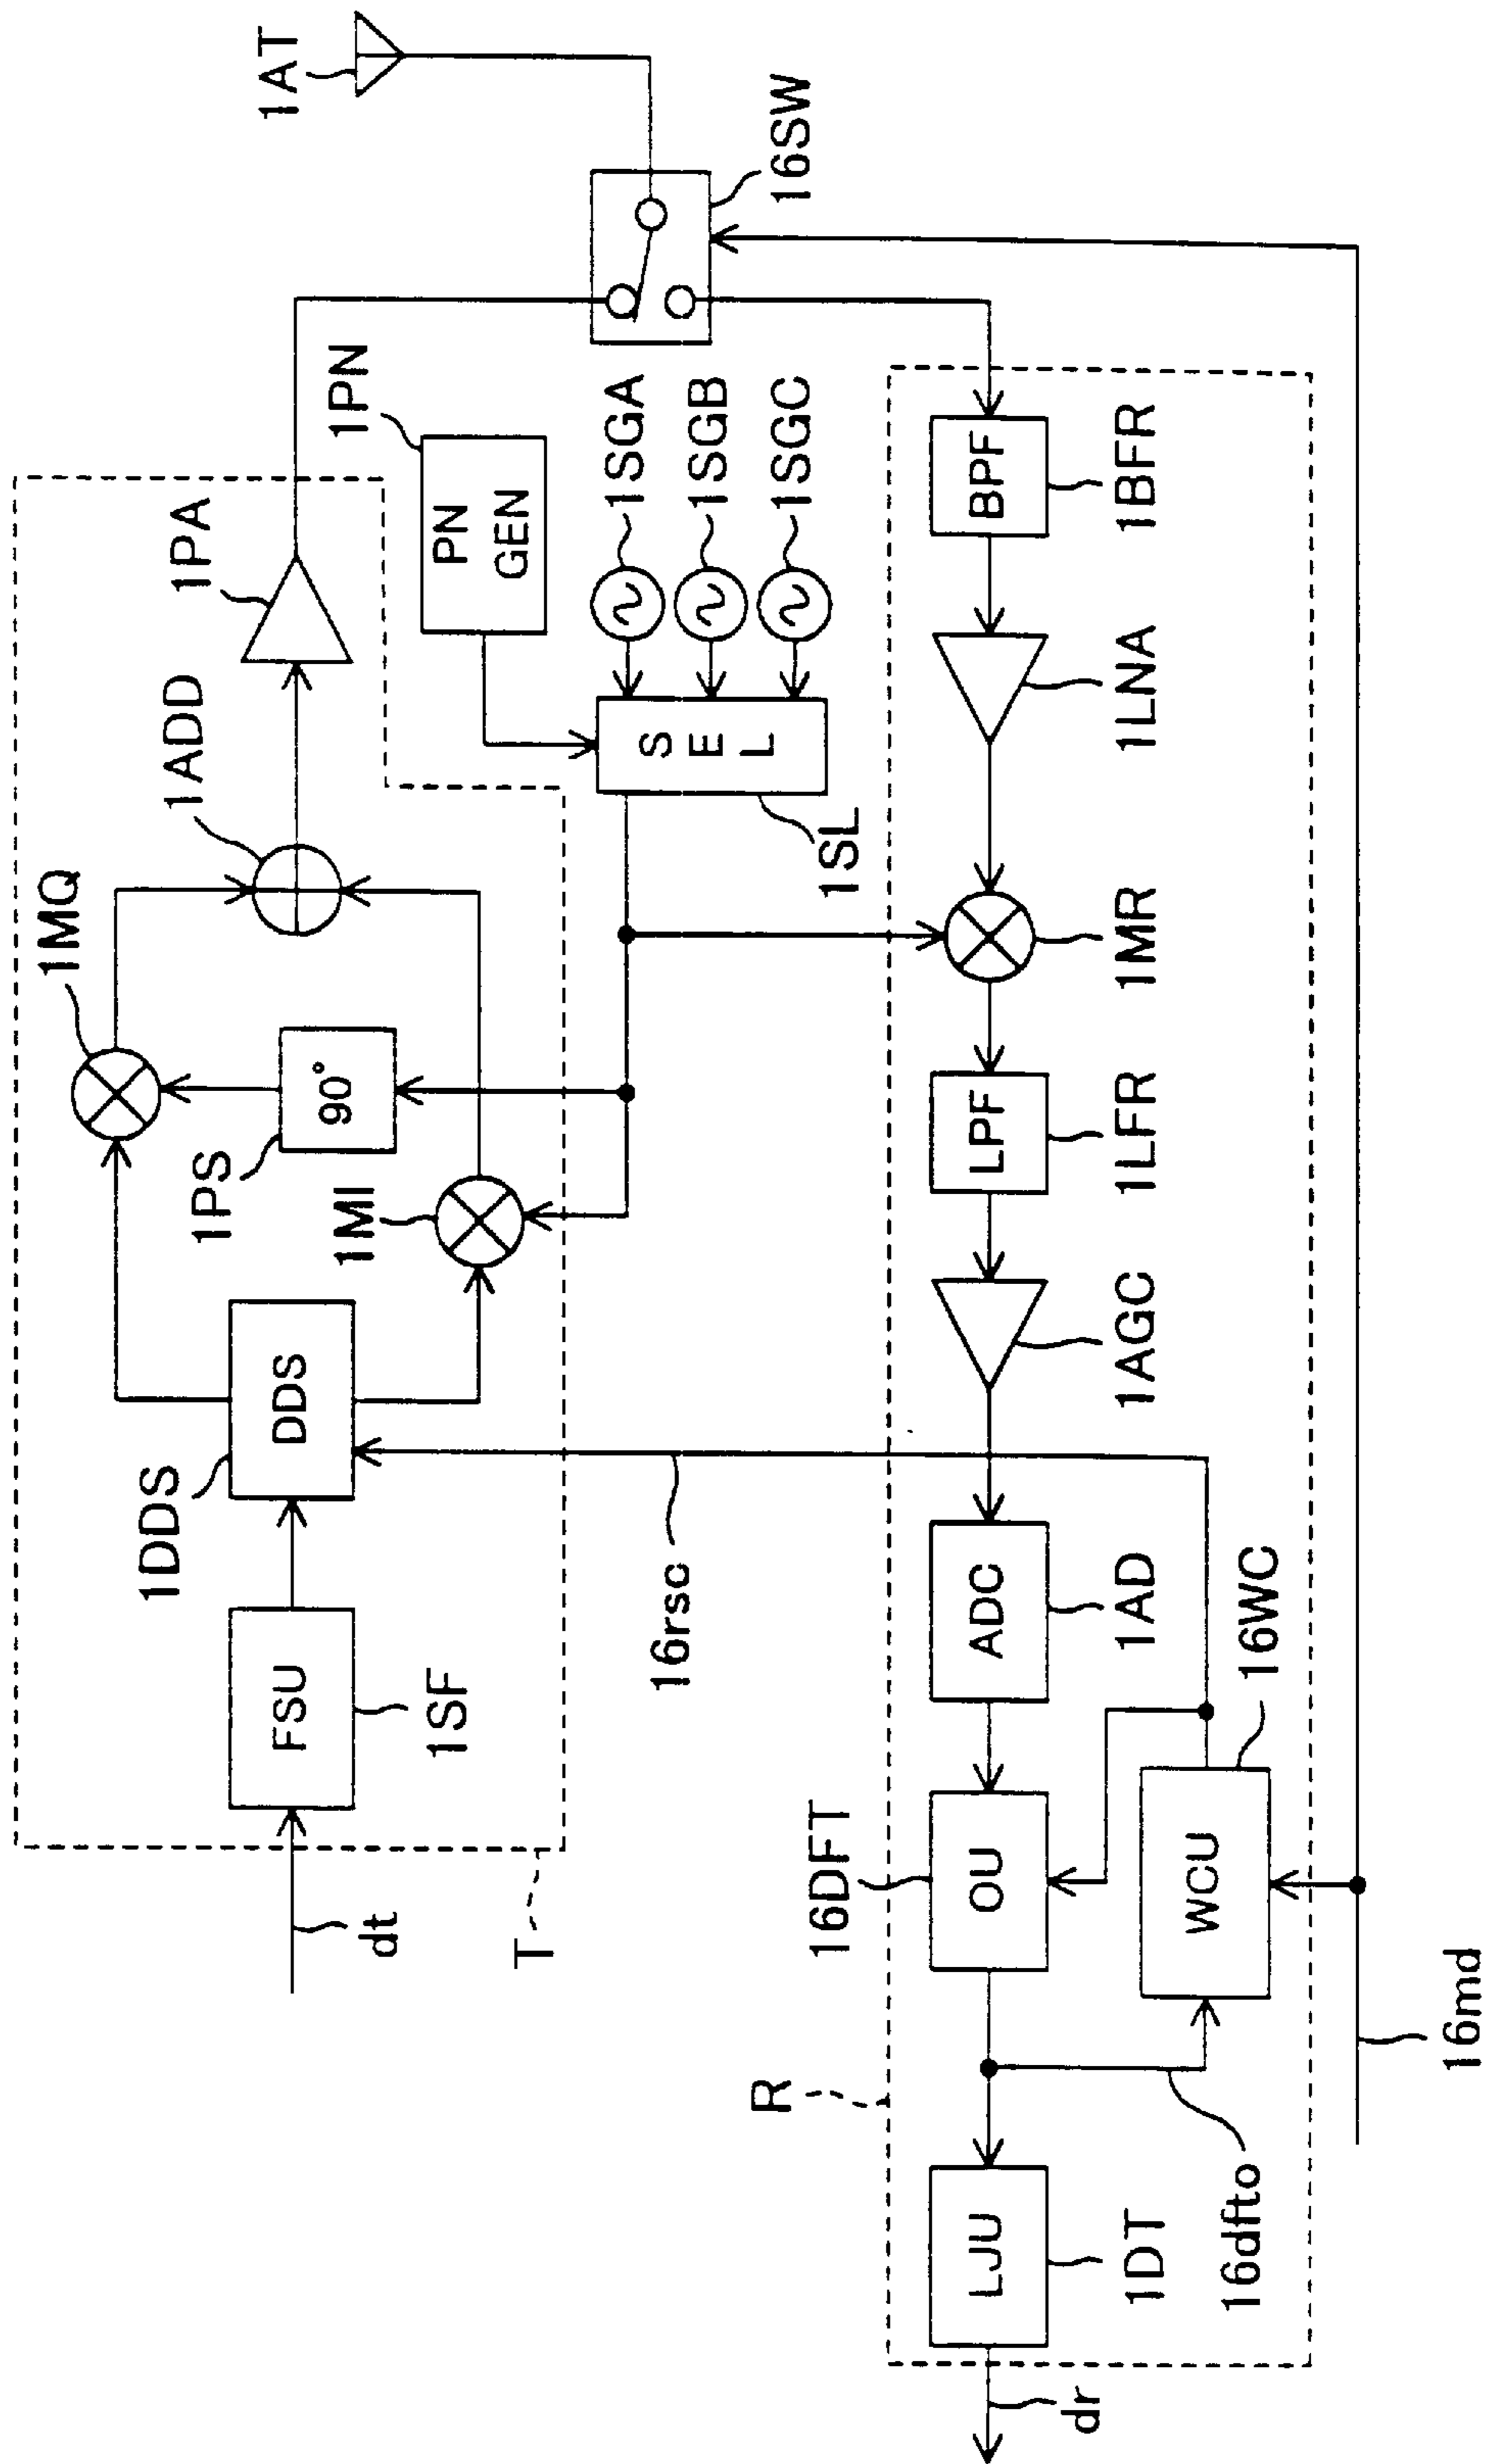 1AT
16SW
1PA
1PN
PN
GEN
1SGA
1SGB
1SGC
1ADD
SEL
1SL
1MQ
90°
1PS
1MI
DDS
1DDS
FSU
1SF
dt
T
16rsc
BPF
1BFR
1LNA
1MR
LPF
1LFR
1AGC
ADC
1AD
OU
16DFT
WCU
16WC
R
LJU
1DT
16dfto
16md
dr